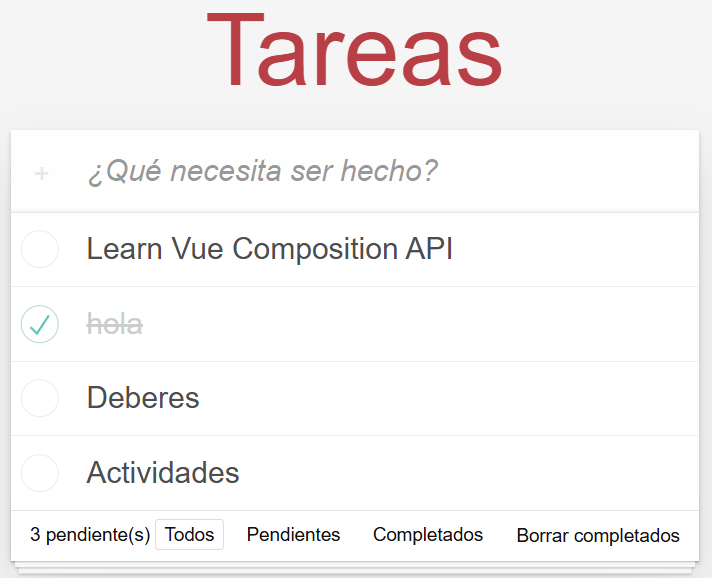 Tareas
+ ¿Qué necesita ser hecho?
Learn Vue Composition API
hola
Deberes
Actividades
3 pendiente(s) Todos Pendientes Completados Borrar completados